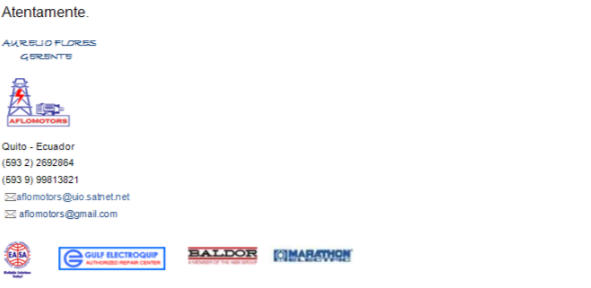 Atentamente.
AURELIO FLORES
GERENTE
AFLOMOTORS
Quito - Ecuador
(593 2) 2692864
(593 9) 99813821
aflomotors@uio.satnet.net
aflomotors@gmail.com
EASA
GULF ELECTROQUIP
AUTHORIZED REPAIR CENTER
BALDOR
A MEMBER OF THE ABB GROUP
MARATHON
ELECTRIC